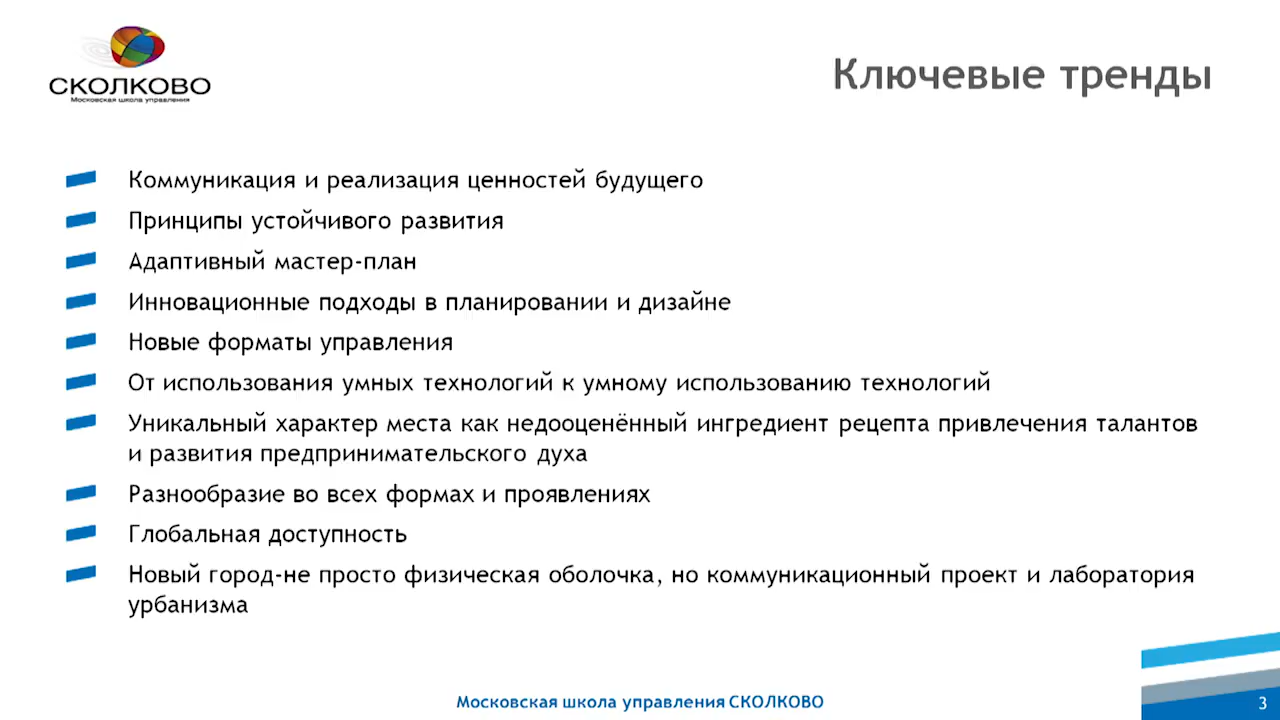 СКОЛКОВО
Московская школа управления
Ключевые тренды
Коммуникация и реализация ценностей будущего
Принципы устойчивого развития
Адаптивный мастер-план
Инновационные подходы в планировании и дизайне
Новые форматы управления
От использования умных технологий к умному использованию технологий
Уникальный характер места как недооценённый ингредиент рецепта привлечения талантов
и развития предпринимательского духа
Разнообразие во всех формах и проявлениях
Глобальная доступность
Новый город-не просто физическая оболочка, но коммуникационный проект и лаборатория
урбанизма
Московская школа управления СКОЛКОВО
3